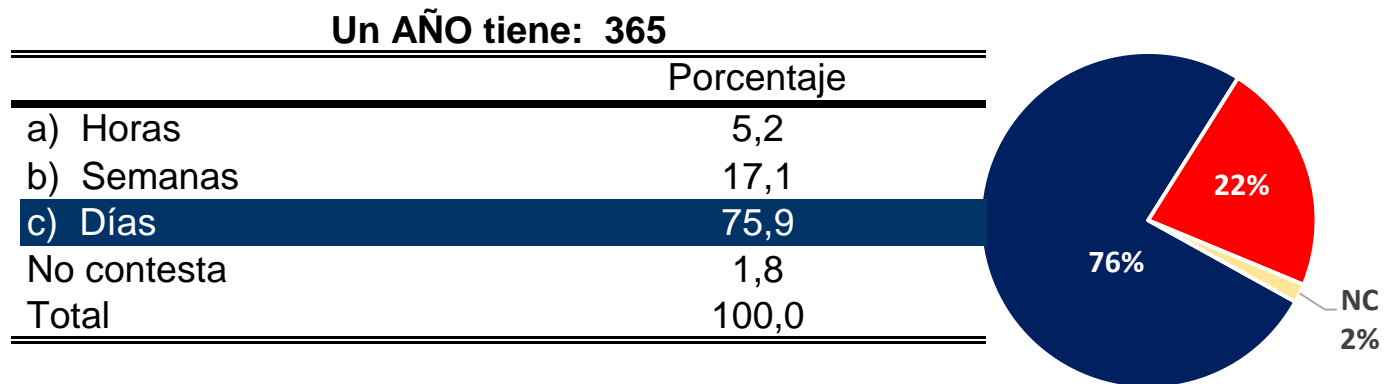 Un AÑO tiene: 365
Porcentaje
a) Horas 5,2
b) Semanas 17,1
c) Días 75,9
No contesta 1,8
Total 100,0
22%
76%
NC
2%